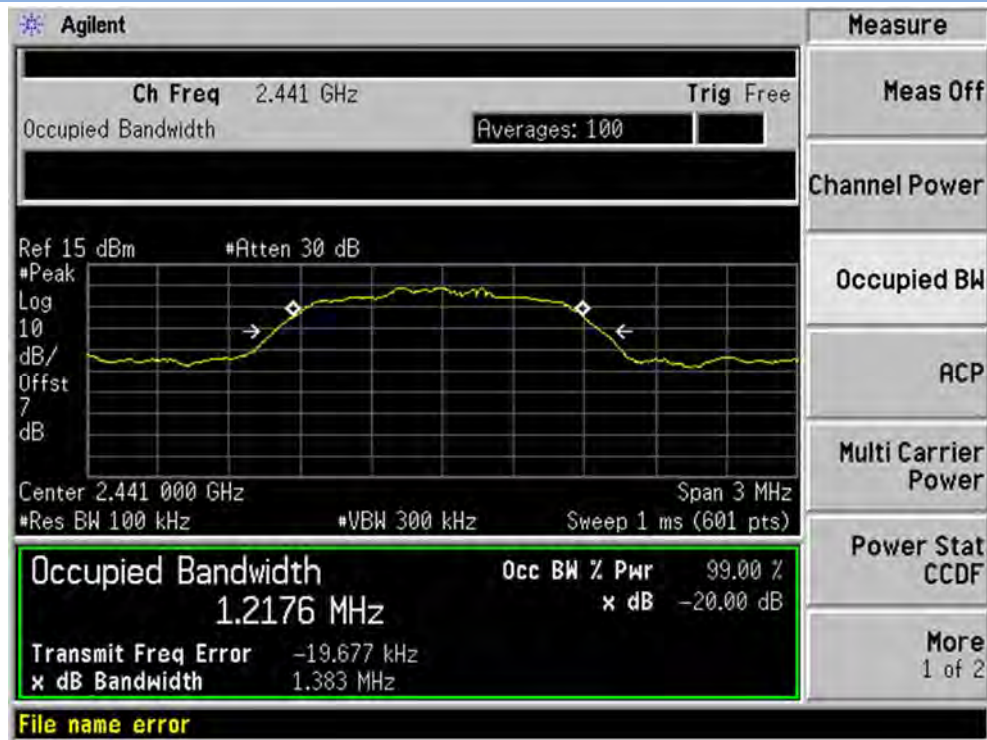 Agilent
Measure
Ch Freq 2.441 GHz Trig Free
Occupied Bandwidth Averages: 100
Meas Off
Channel Power
Occupied BW
ACP
Multi Carrier
Power
Power Stat
CCDF
More
1 of 2
Ref 15 dBm #Atten 30 dB
#Peak
Log
10
dB/
Offst
7
dB
Center 2.441 000 GHz Span 3 MHz
#Res BW 100 kHz #VBW 300 kHz Sweep 1 ms (601 pts)
Occupied Bandwidth Occ BW % Pwr 99.00 %
1.2176 MHz x dB -20.00 dB
Transmit Freq Error -19.677 kHz
x dB Bandwidth 1.383 MHz
File name error